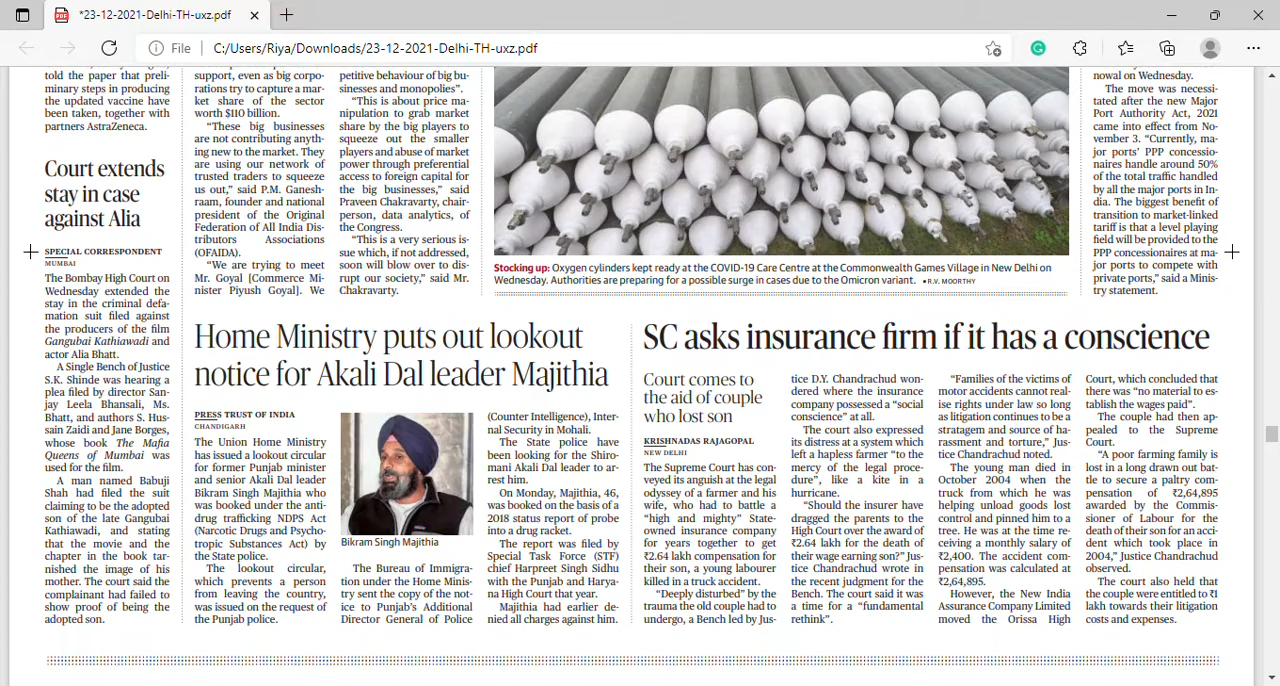 *23-12-2021-Delhi-TH-uxz.pdf
File
C:/Users/Riya/Downloads/23-12-2021-Delhi-TH-uxz.pdf
told the paper that preli-
minary steps in producing
the updated vaccine have
been taken, together with
partners AstraZeneca.
Court extends
stay in case
against Alia
SPECIAL CORRESPONDENT
MUMBAI
The Bombay High Court on
Wednesday extended the
stay in the criminal defa-
mation suit filed against
the producers of the film
Gangubai Kathiawadi and
actor Alia Bhatt.
A Single Bench of Justice
S.K. Shinde was hearing a
plea filed by director San-
jay Leela Bhansali, Ms.
Bhatt, and authors S. Hus-
sain Zaidi and Jane Borges,
whose book The Mafia
Queens of Mumbai was
used for the film.
A man named Babuji
Shah had filed the suit
claiming to be the adopted
son of the late Gangubai
Kathiawadi, and stating
that the movie and the
chapter in the book tar-
nished the image of his
mother. The court said the
complainant had failed to
show proof of being the
adopted son.
support, even as big corpo-
rations try to capture a mar-
ket share of the sector
worth $110 billion.
“These big businesses
are not contributing anyth-
ing new to the market. They
are using our network of
trusted traders to squeeze
us out,” said P.M. Ganesh-
raam, founder and national
president of the Original
Federation of All India Dis-
tributors Associations
(OFAIDA).
“We are trying to meet
Mr. Goyal [Commerce Mi-
nister Piyush Goyal]. We
petitive behaviour of big bu-
sinesses and monopolies”.
“This is about price ma-
nipulation to grab market
share by the big players to
squeeze out the smaller
players and abuse of market
power through preferential
access to foreign capital for
the big businesses,” said
Praveen Chakravarty, chair-
person, data analytics, of
the Congress.
“This is a very serious is-
sue which, if not addressed,
soon will blow over to dis-
rupt our society,” said Mr.
Chakravarty.
Stocking up: Oxygen cylinders kept ready at the COVID-19 Care Centre at the Commonwealth Games Village in New Delhi on
Wednesday. Authorities are preparing for a possible surge in cases due to the Omicron variant. ▪R.V. MOORTHY
nowal on Wednesday.
The move was necessi-
tated after the new Major
Port Authority Act, 2021
came into effect from No-
vember 3. “Currently, ma-
jor ports’ PPP concessio-
naires handle around 50%
of the total traffic handled
by all the major ports in In-
dia. The biggest benefit of
transition to market-linked
tariff is that a level playing
field will be provided to the
PPP concessionaires at ma-
jor ports to compete with
private ports,” said a Minis-
try statement.
Home Ministry puts out lookout
notice for Akali Dal leader Majithia
PRESS TRUST OF INDIA
CHANDIGARH
The Union Home Ministry
has issued a lookout circular
for former Punjab minister
and senior Akali Dal leader
Bikram Singh Majithia who
was booked under the anti-
drug trafficking NDPS Act
(Narcotic Drugs and Psycho-
tropic Substances Act) by
the State police.
The lookout circular,
which prevents a person
from leaving the country,
was issued on the request of
the Punjab police.
Bikram Singh Majithia
The Bureau of Immigra-
tion under the Home Minis-
try sent the copy of the not-
ice to Punjab’s Additional
Director General of Police
(Counter Intelligence), Inter-
nal Security in Mohali.
The State police have
been looking for the Shiro-
mani Akali Dal leader to ar-
rest him.
On Monday, Majithia, 46,
was booked on the basis of a
2018 status report of probe
into a drug racket.
The report was filed by
Special Task Force (STF)
chief Harpreet Singh Sidhu
with the Punjab and Harya-
na High Court that year.
Majithia had earlier de-
nied all charges against him.
SC asks insurance firm if it has a conscience
Court comes to
the aid of couple
who lost son
KRISHNADAS RAJAGOPAL
NEW DELHI
The Supreme Court has con-
veyed its anguish at the legal
odyssey of a farmer and his
wife, who had to battle a
“high and mighty” State-
owned insurance company
for years together to get
₹2.64 lakh compensation for
their son, a young labourer
killed in a truck accident.
“Deeply disturbed” by the
trauma the old couple had to
undergo, a Bench led by Jus-
tice D.Y. Chandrachud won-
dered where the insurance
company possessed a “social
conscience” at all.
The court also expressed
its distress at a system which
left a hapless farmer “to the
mercy of the legal proce-
dure”, like a kite in a
hurricane.
“Should the insurer have
dragged the parents to the
High Court over the award of
₹2.64 lakh for the death of
their wage earning son?” Jus-
tice Chandrachud wrote in
the recent judgment for the
Bench. The court said it was
a time for a “fundamental
rethink”.
“Families of the victims of
motor accidents cannot real-
ise rights under law so long
as litigation continues to be a
stratagem and source of ha-
rassment and torture,” Jus-
tice Chandrachud noted.
The young man died in
October 2004 when the
truck from which he was
helping unload goods lost
control and pinned him to a
tree. He was at the time re-
ceiving a monthly salary of
₹2,400. The accident com-
pensation was calculated at
₹2,64,895.
However, the New India
Assurance Company Limited
moved the Orissa High
Court, which concluded that
there was “no material to es-
tablish the wages paid”.
The couple had then ap-
pealed to the Supreme
Court.
“A poor farming family is
lost in a long drawn out bat-
tle to secure a paltry com-
pensation of ₹2,64,895
awarded by the Commis-
sioner of Labour for the
death of their son for an acci-
dent which took place in
2004,” Justice Chandrachud
observed.
The court also held that
the couple were entitled to ₹1
lakh towards their litigation
costs and expenses.